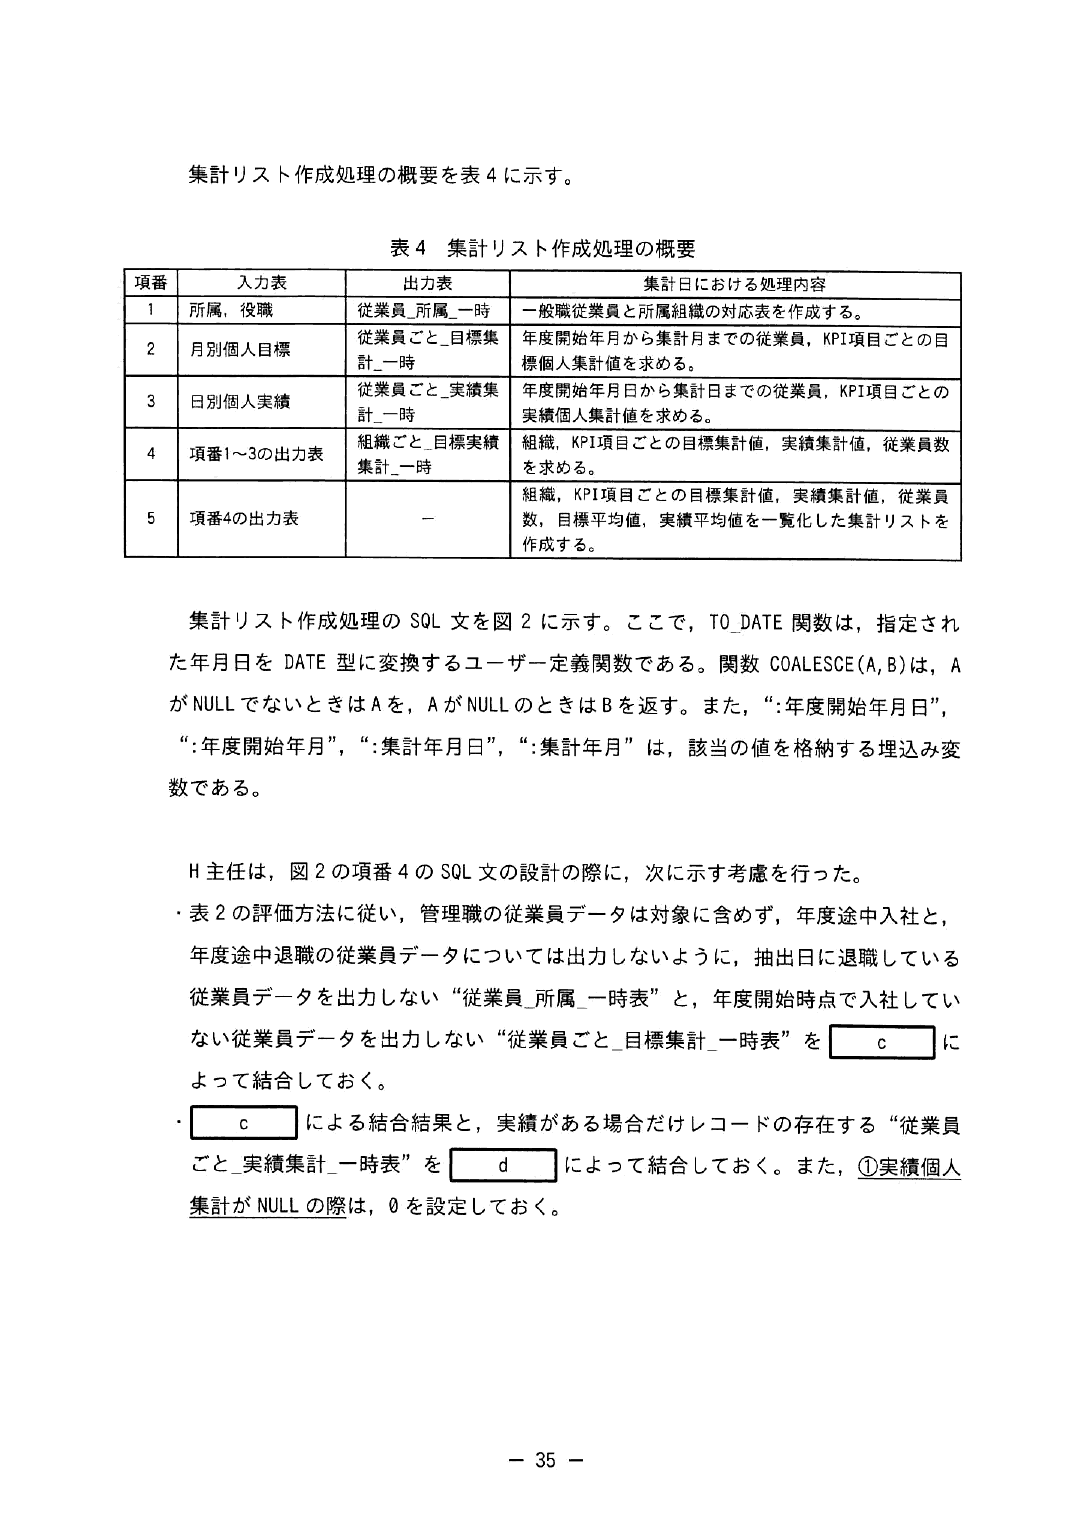 集計リスト作成処理の概要を表4に示す。
表4 集計リスト作成処理の概要
項番 入力表 出力表 集計日における処理内容
1 所属，役職 従業員_所属_一時 一般職従業員と所属組織の対応表を作成する。
2 月別個人目標 従業員ごと_目標集計_一時 年度開始年月から集計月までの従業員，KPI項目ごとの目標個人集計値を求める。
3 日別個人実績 従業員ごと_実績集計_一時 年度開始年月日から集計日までの従業員，KPI項目ごとの実績個人集計値を求める。
4 項番1～3の出力表 組織ごと_目標実績集計_一時 組織，KPI項目ごとの目標集計値，実績集計値，従業員数を求める。
5 項番4の出力表 － 組織，KPI項目ごとの目標集計値，実績集計値，従業員数，目標平均値，実績平均値を一覧化した集計リストを作成する。
集計リスト作成処理の SQL 文を図 2 に示す。ここで，TO_DATE 関数は，指定され
た年月日を DATE 型に変換するユーザー定義関数である。関数 COALESCE(A,B)は，A
が NULL でないときは A を，A が NULL のときは B を返す。また，“:年度開始年月日”，
“:年度開始年月”，“:集計年月日”，“:集計年月” は，該当の値を格納する埋込み変
数である。
H 主任は，図 2 の項番 4 の SQL 文の設計の際に，次に示す考慮を行った。
・表 2 の評価方法に従い，管理職の従業員データは対象に含めず，年度途中入社と，
年度途中退職の従業員データについては出力しないように，抽出日に退職している
従業員データを出力しない “従業員_所属_一時表” と，年度開始時点で入社してい
ない従業員データを出力しない “従業員ごと_目標集計_一時表” を c に
よって結合しておく。
・ c による結合結果と，実績がある場合だけレコードの存在する “従業員
ごと_実績集計_一時表” を d によって結合しておく。また，①実績個人
集計が NULL の際は，0 を設定しておく。
－ 35 －